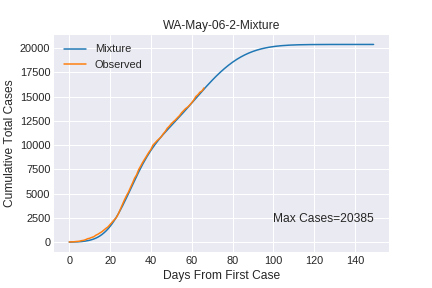 WA-May-06-2-Mixture
Cumulative Total Cases
20000
17500
15000
12500
10000
7500
5000
2500
0
Mixture
Observed
Max Cases=20385
0 20 40 60 80 100 120 140
Days From First Case